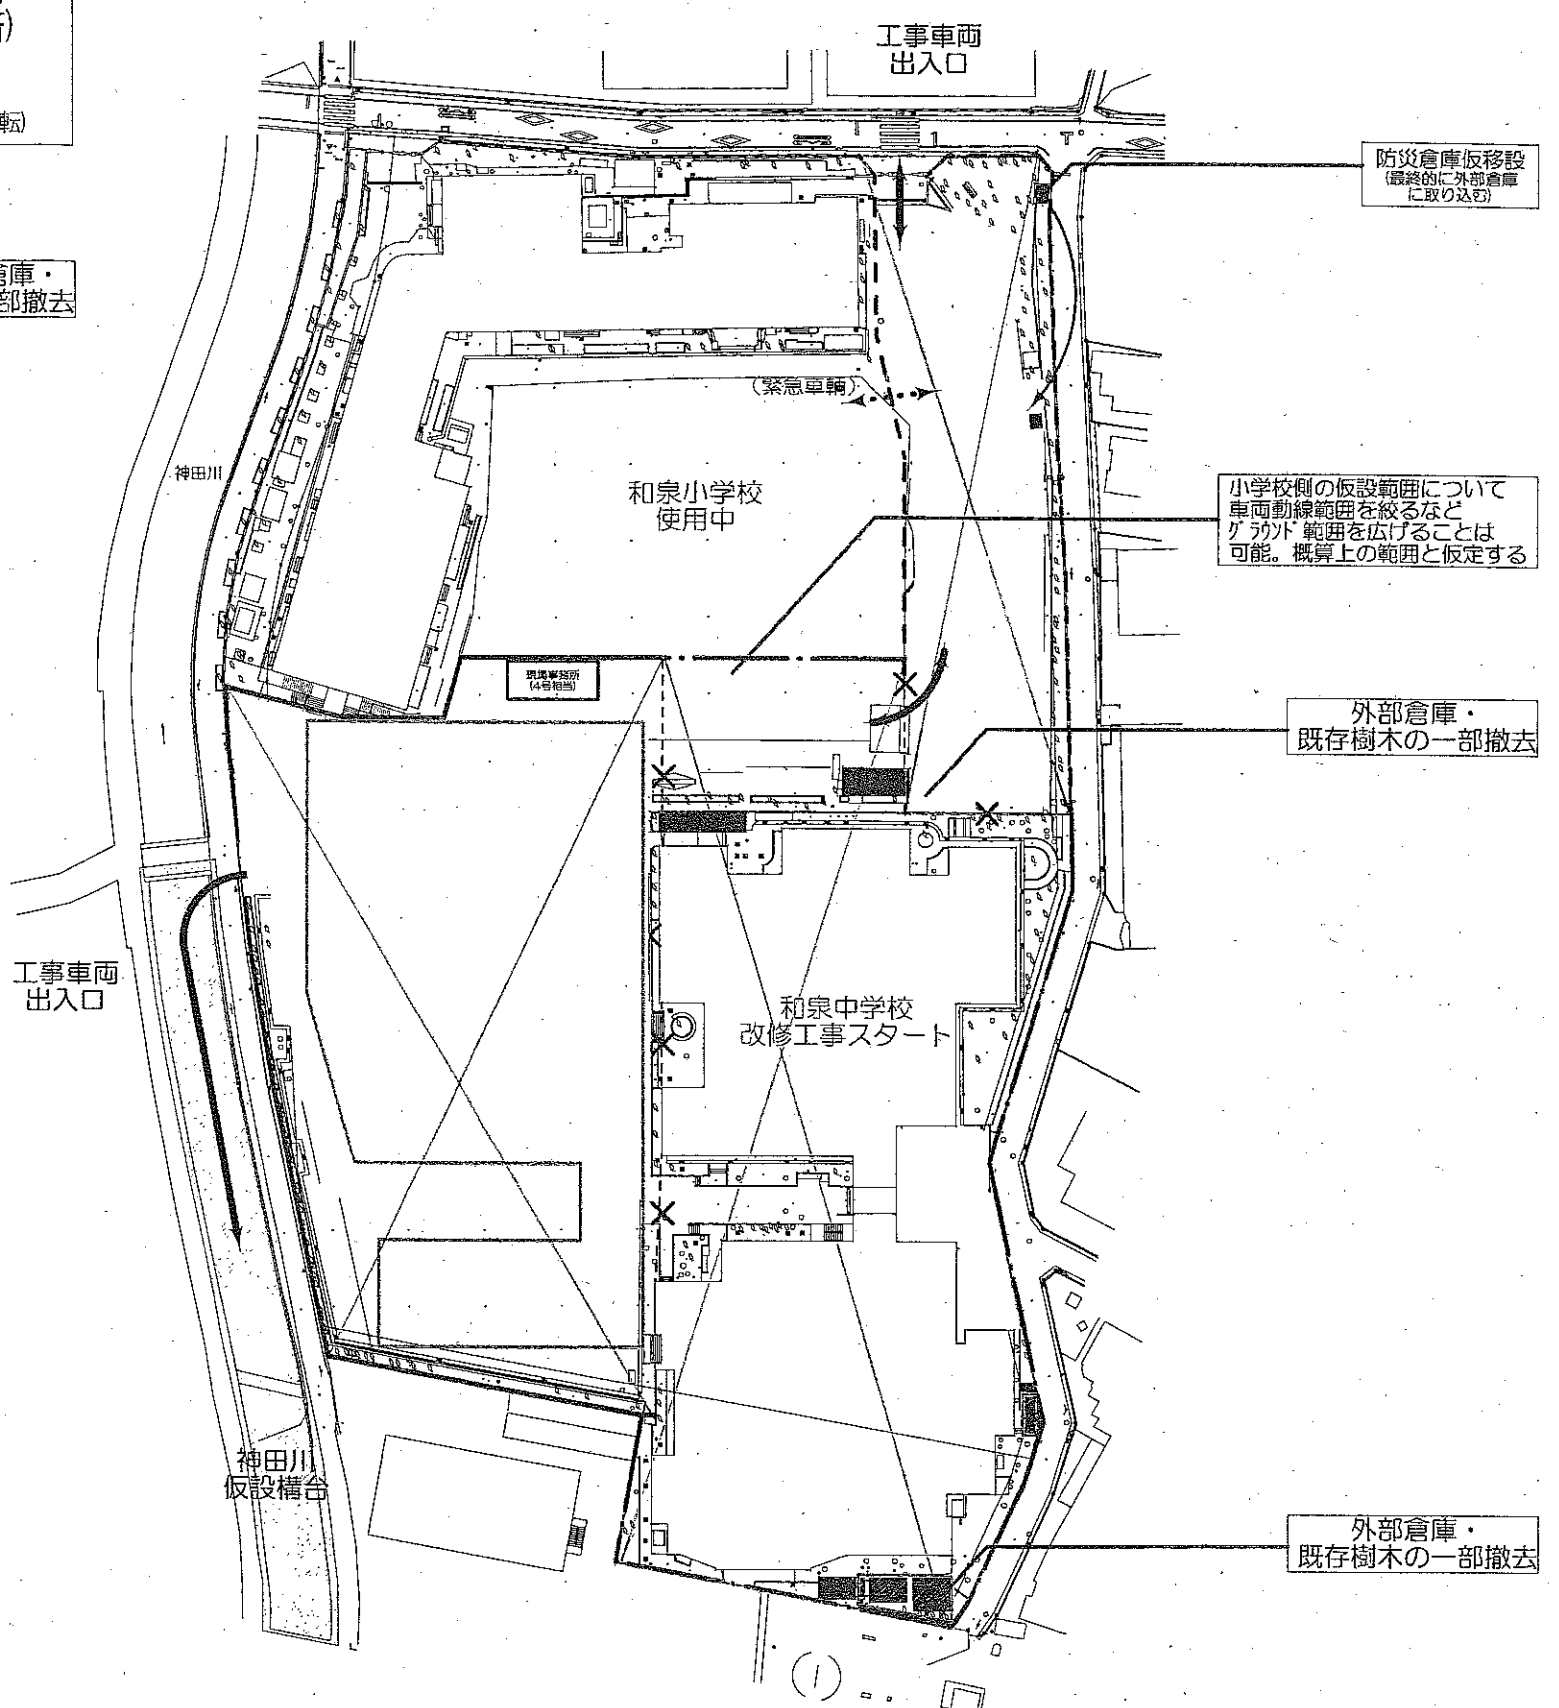 所)
転)
倉庫・
部撤去
工事車両
出入口
防災倉庫仮移設
(最終的に外部倉庫
に取り込む)
(緊急車輌)
神田川
和泉小学校
使用中
小学校側の仮設範囲について
車両動線範囲を絞るなど
グラウンド範囲を広げることは
可能。概算上の範囲と仮定する
現場事務所
(4号相当)
外部倉庫・
既存樹木の一部撤去
工事車両
出入口
和泉中学校
改修工事スタート
神田川
仮設構台
外部倉庫・
既存樹木の一部撤去